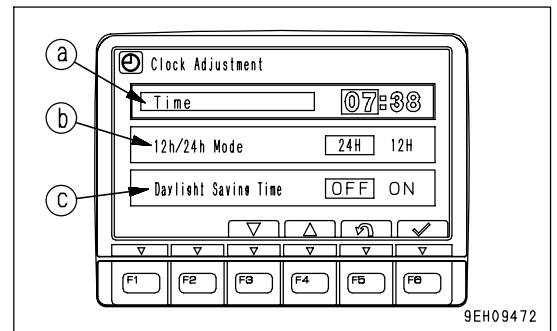 Clock Adjustment
a
Time 07:38
b
12h/24h Mode 24H 12H
c
Daylight Saving Time OFF ON
F1 F2 F3 F4 F5 F6
9EH09472